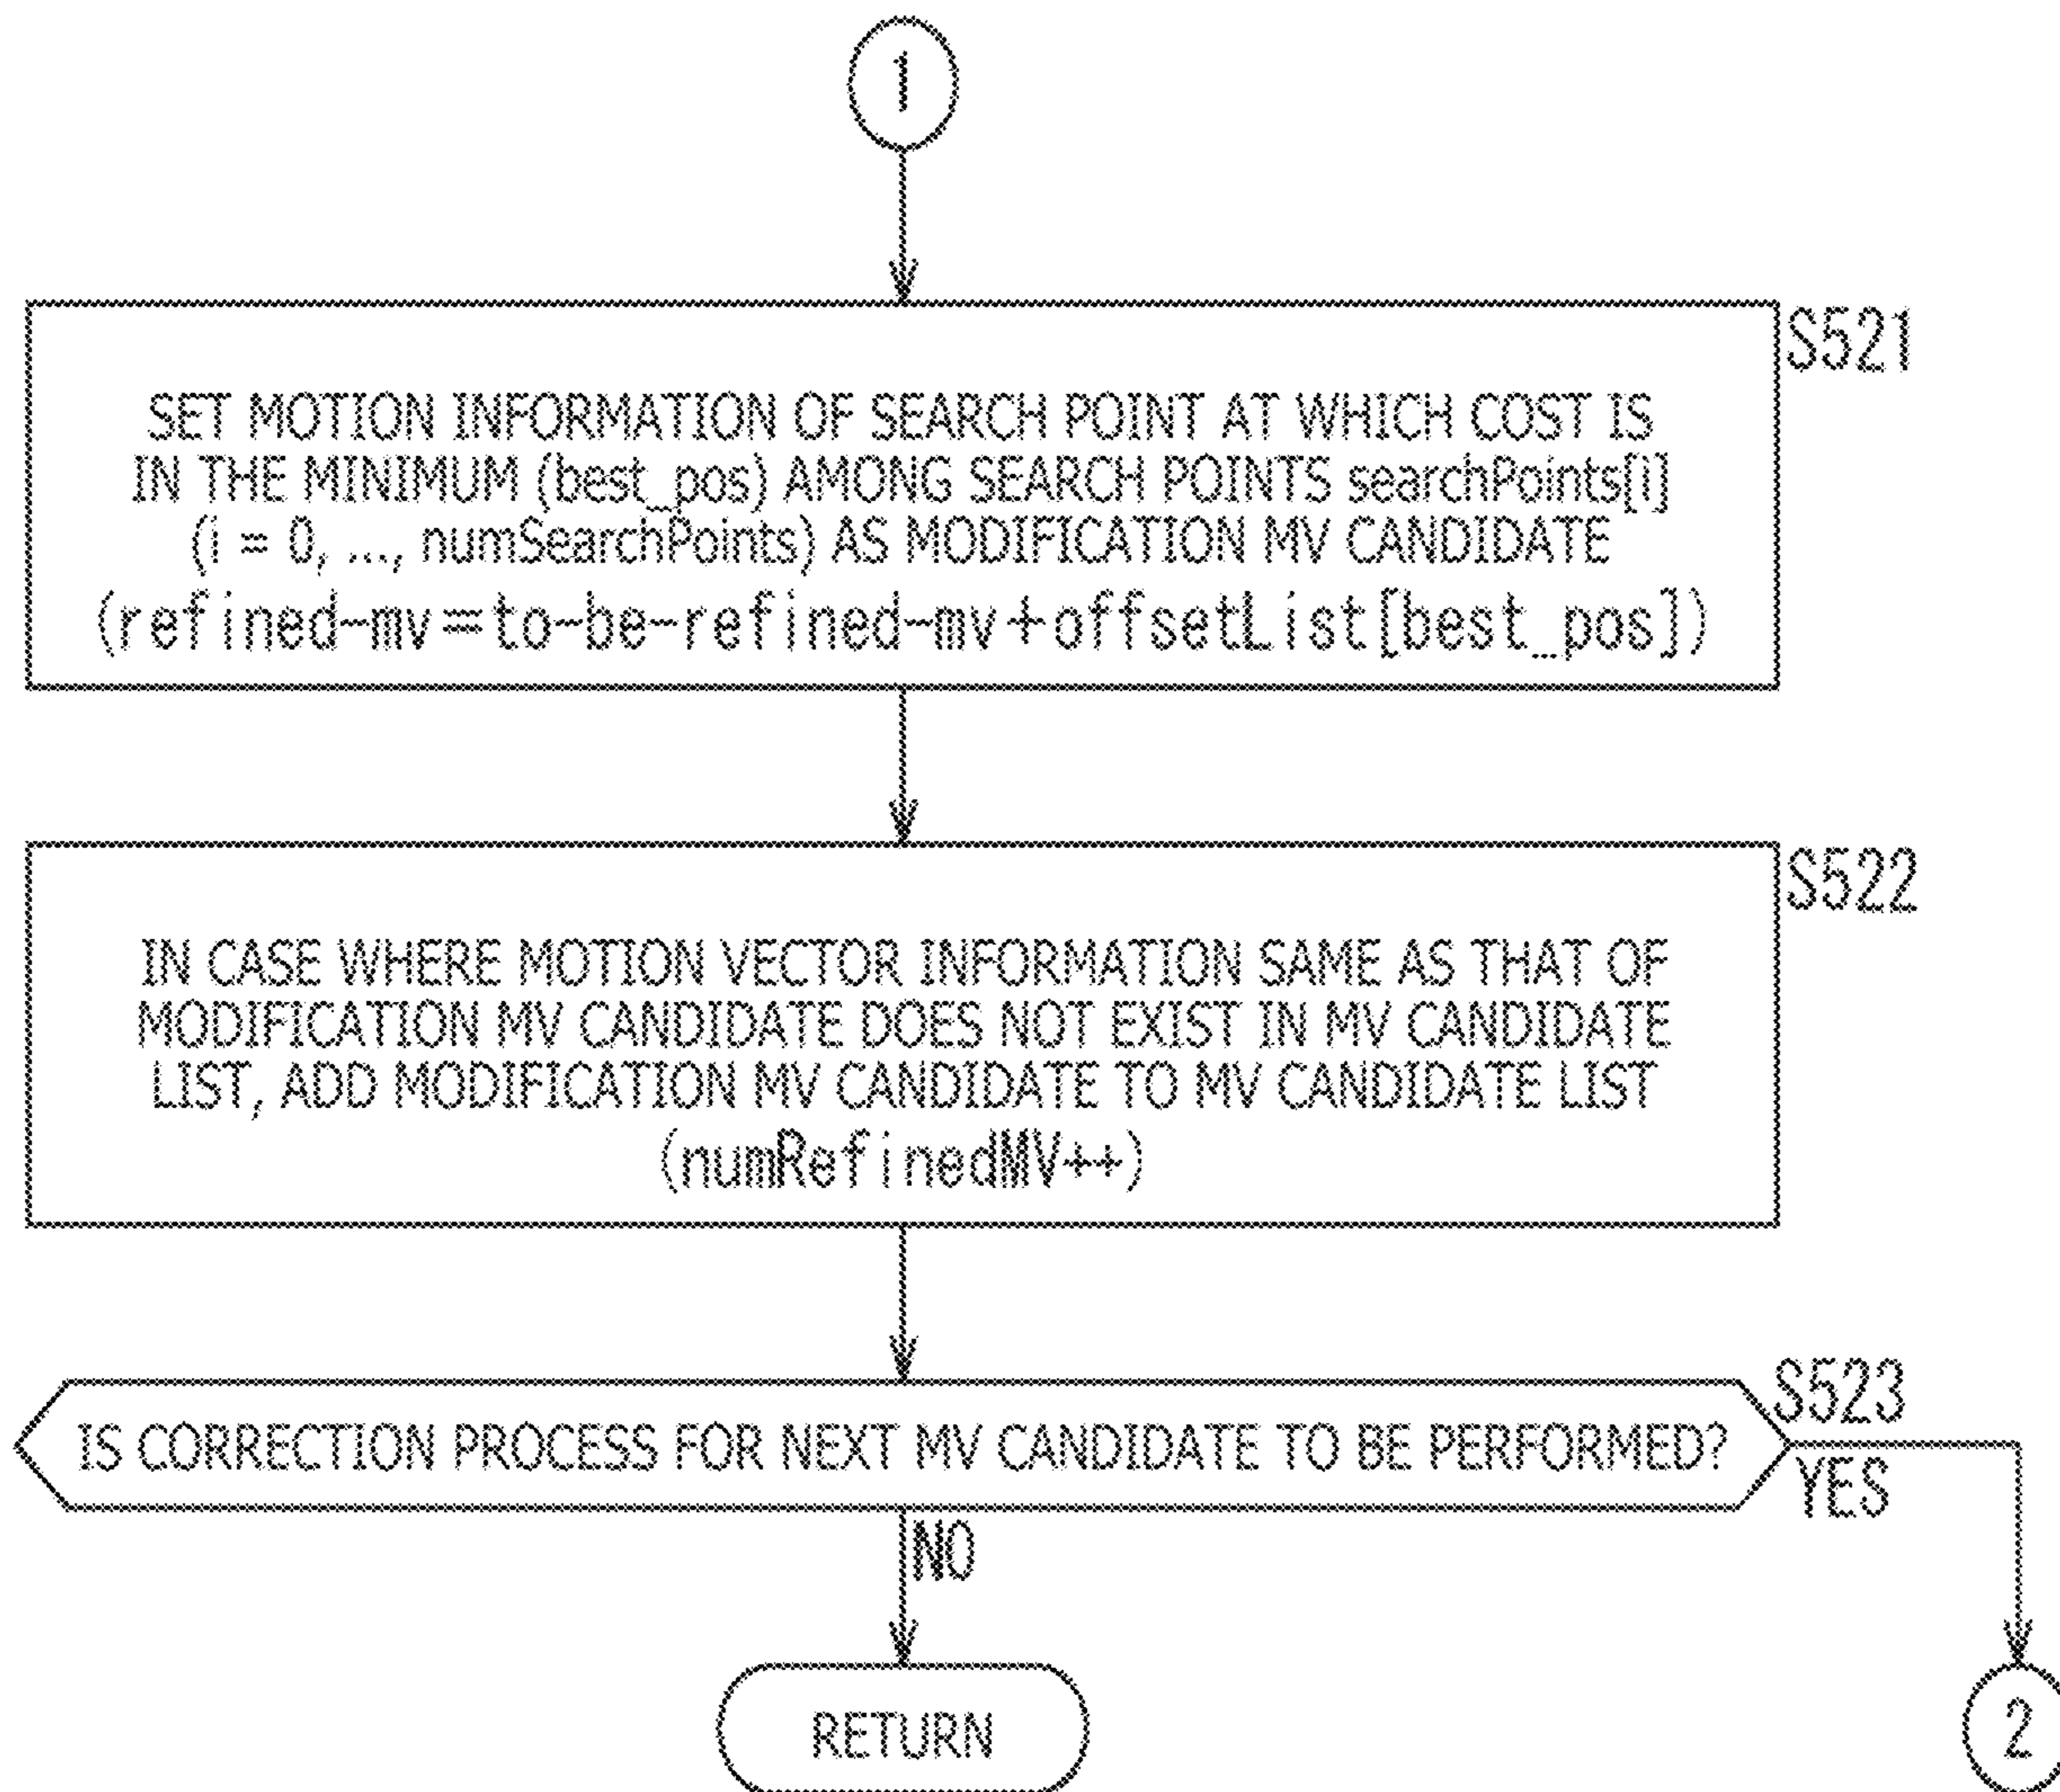 1
S521
SET MOTION INFORMATION OF SEARCH POINT AT WHICH COST IS
IN THE MINIMUM (best_pos) AMONG SEARCH POINTS searchPoints[i]
(i = 0, ..., numSearchPoints) AS MODIFICATION MV CANDIDATE
(refined-mv=to-be-refined-mv+offsetList[best_pos])
S522
IN CASE WHERE MOTION VECTOR INFORMATION SAME AS THAT OF
MODIFICATION MV CANDIDATE DOES NOT EXIST IN MV CANDIDATE
LIST, ADD MODIFICATION MV CANDIDATE TO MV CANDIDATE LIST
(numRefinedMV++)
S523
IS CORRECTION PROCESS FOR NEXT MV CANDIDATE TO BE PERFORMED?
YES
NO
RETURN
2